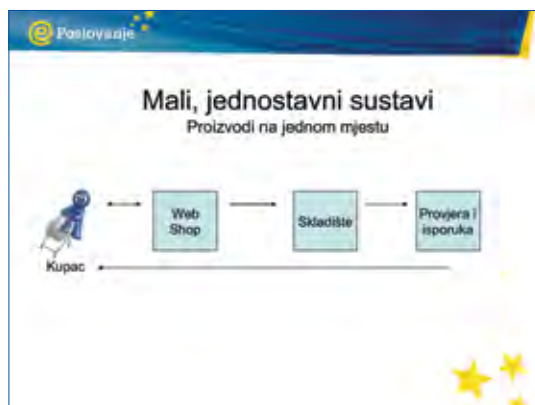 e Poslovanje
Mali, jednostavni sustavi
Proizvodi na jednom mjestu
Web
Shop
Skladište
Provjera i
isporuka
Kupac